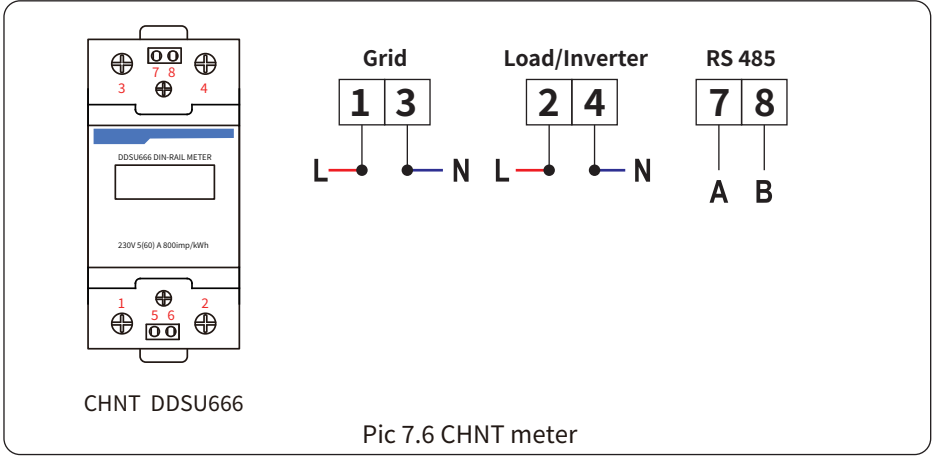 7 8
3 4
DDSU666 DIN-RAIL METER
230V 5(60) A 800imp/kWh
1 2
5 6
CHNT DDSU666
Grid
1 3
L N
Load/Inverter
2 4
L N
RS 485
7 8
A B
Pic 7.6 CHNT meter